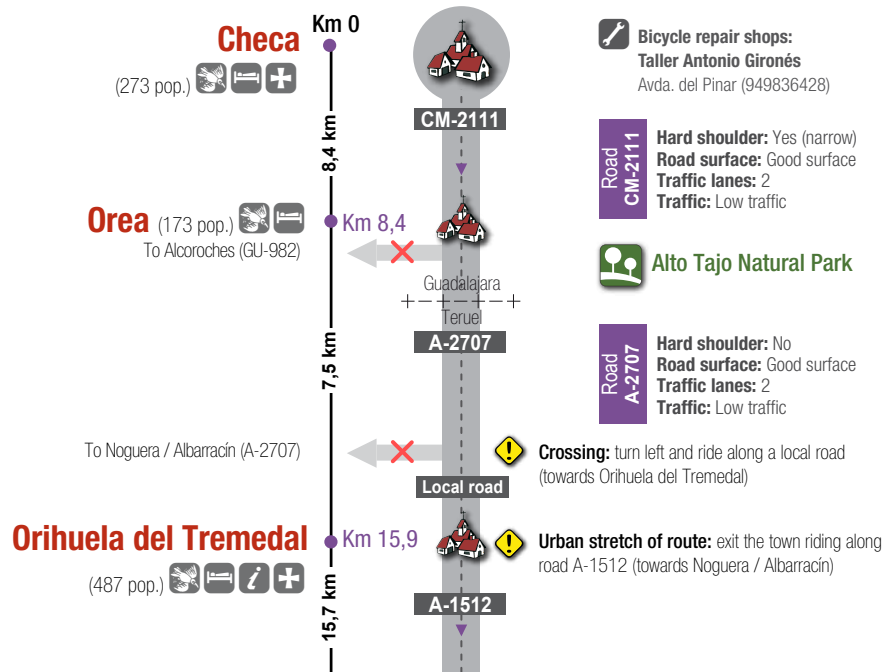 Checa
(273 pop.)
Km 0
CM-2111
8,4 km
Bicycle repair shops:
Taller Antonio Gironés
Avda. del Pinar (949836428)
Road
CM-2111
Hard shoulder: Yes (narrow)
Road surface: Good surface
Traffic lanes: 2
Traffic: Low traffic
Orea (173 pop.)
Km 8,4
To Alcoroches (GU-982)
Alto Tajo Natural Park
Guadalajara
Teruel
A-2707
7,5 km
Road
A-2707
Hard shoulder: No
Road surface: Good surface
Traffic lanes: 2
Traffic: Low traffic
To Noguera / Albarracín (A-2707)
Crossing: turn left and ride along a local road
(towards Orihuela del Tremedal)
Local road
Orihuela del Tremedal
(487 pop.)
i
Km 15,9
Urban stretch of route: exit the town riding along
road A-1512 (towards Noguera / Albarracín)
A-1512
15,7 km